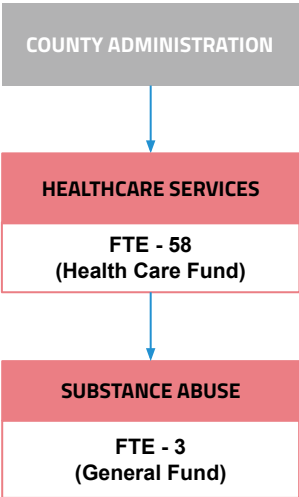 COUNTY ADMINISTRATION
HEALTHCARE SERVICES
FTE - 58
(Health Care Fund)
SUBSTANCE ABUSE
FTE - 3
(General Fund)